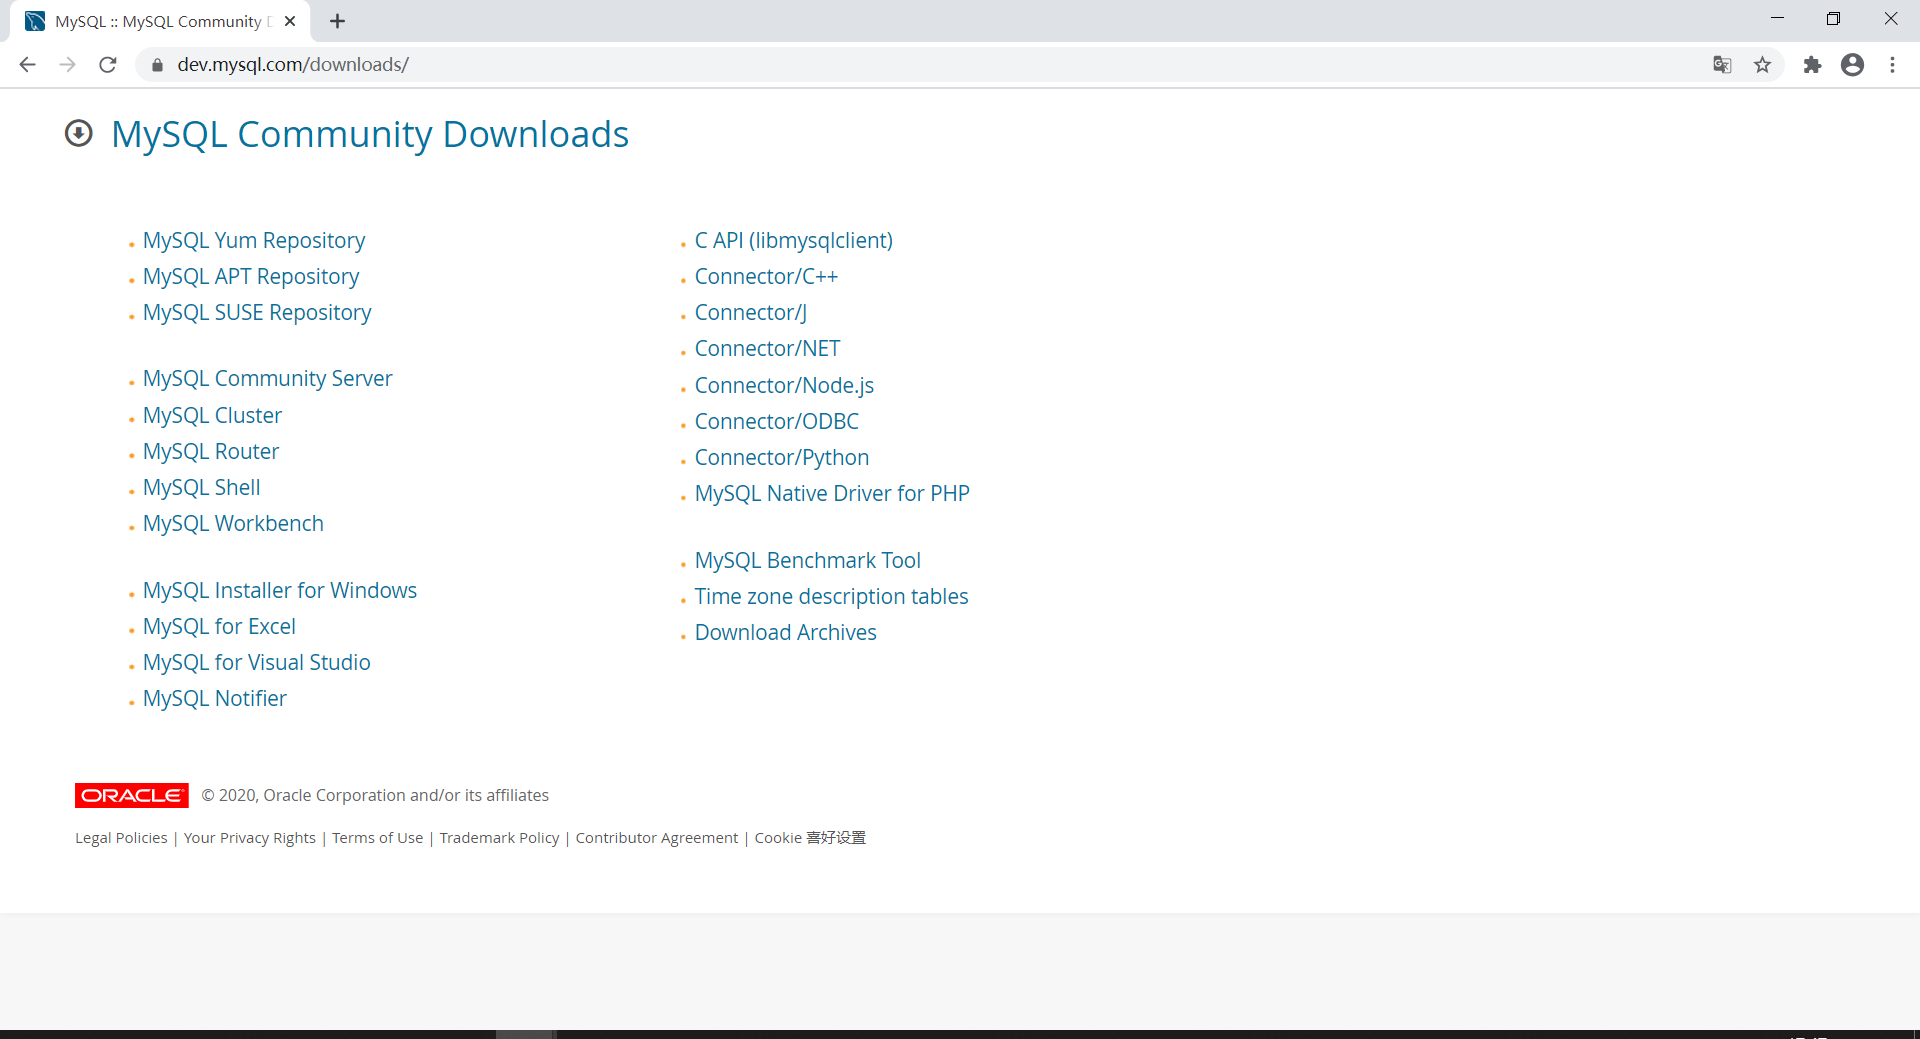 MySQL :: MySQL Community
dev.mysql.com/downloads/
MySQL Community Downloads
MySQL Yum Repository
MySQL APT Repository
MySQL SUSE Repository
MySQL Community Server
MySQL Cluster
MySQL Router
MySQL Shell
MySQL Workbench
MySQL Installer for Windows
MySQL for Excel
MySQL for Visual Studio
MySQL Notifier
C API (libmysqlclient)
Connector/C++
Connector/J
Connector/NET
Connector/Node.js
Connector/ODBC
Connector/Python
MySQL Native Driver for PHP
MySQL Benchmark Tool
Time zone description tables
Download Archives
ORACLE © 2020, Oracle Corporation and/or its affiliates
Legal Policies | Your Privacy Rights | Terms of Use | Trademark Policy | Contributor Agreement | Cookie 喜好设置